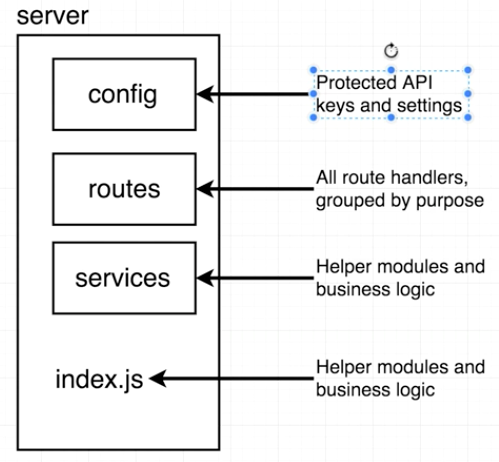 server
config
Protected API
keys and settings
routes
All route handlers,
grouped by purpose
services
Helper modules and
business logic
index.js
Helper modules and
business logic